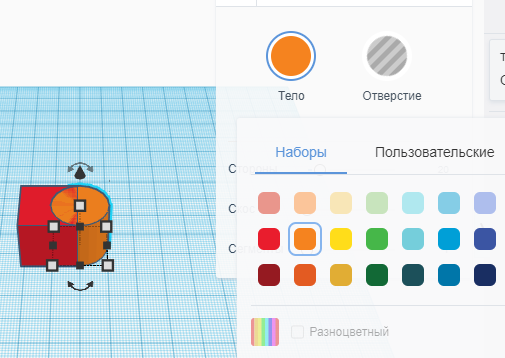 Тело
Отверстие
Наборы
Пользовательские
Разноцветный